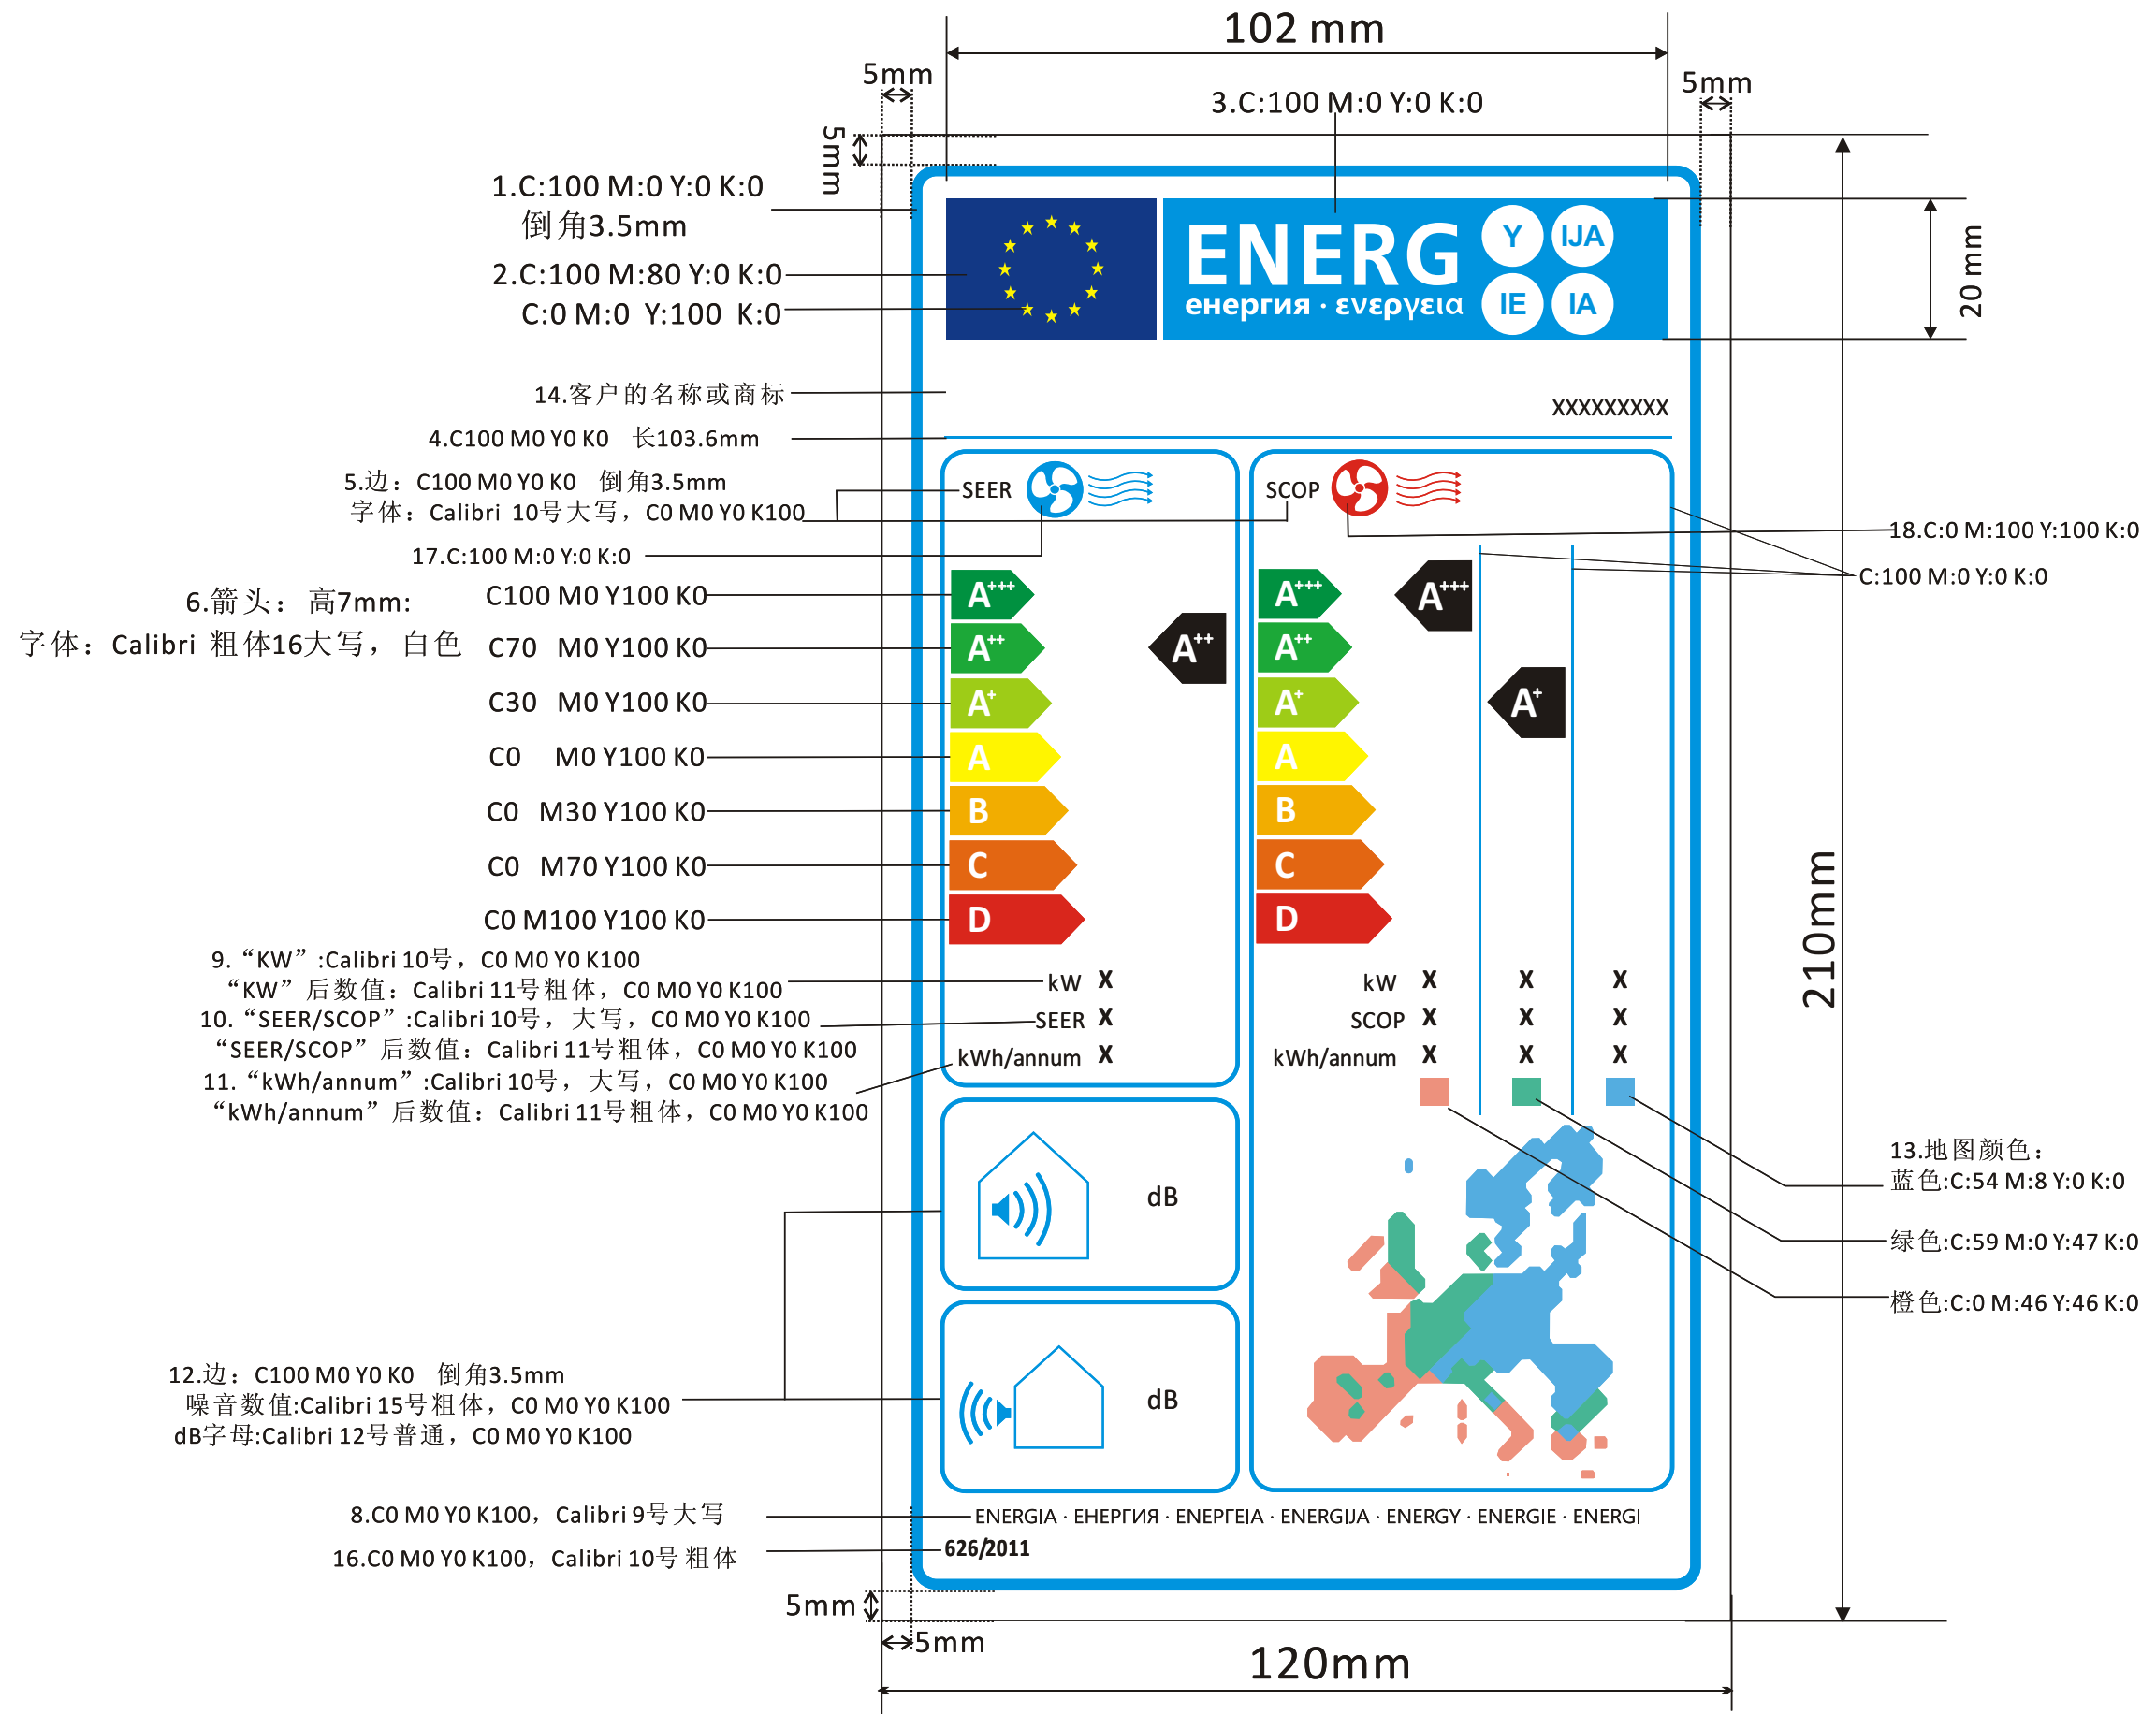 102 mm
5mm
5mm
3.C:100 M:0 Y:0 K:0
5mm
1.C:100 M:0 Y:0 K:0
倒角3.5mm
2.C:100 M:80 Y:0 K:0
C:0 M:0 Y:100 K:0
ENERG
енергия · ενεργεια
Y IJA
IE IA
20 mm
14.客户的名称或商标
XXXXXXXXX
4.C100 M0 Y0 K0 长103.6mm
5.边：C100 M0 Y0 K0 倒角3.5mm
字体：Calibri 10号大写，C0 M0 Y0 K100
SEER
SCOP
18.C:0 M:100 Y:100 K:0
17.C:100 M:0 Y:0 K:0
C:100 M:0 Y:0 K:0
6.箭头：高7mm:
字体：Calibri 粗体16大写，白色
C100 M0 Y100 K0
A+++
A+++
A+++
C70 M0 Y100 K0
A++
A++
A++
C30 M0 Y100 K0
A+
A+
A+
C0 M0 Y100 K0
A
A
C0 M30 Y100 K0
B
B
C0 M70 Y100 K0
C
C
C0 M100 Y100 K0
D
D
210mm
9.“KW”:Calibri 10号，C0 M0 Y0 K100
“KW”后数值：Calibri 11号粗体，C0 M0 Y0 K100
10.“SEER/SCOP”:Calibri 10号，大写，C0 M0 Y0 K100
“SEER/SCOP”后数值：Calibri 11号粗体，C0 M0 Y0 K100
11.“kWh/annum”:Calibri 10号，大写，C0 M0 Y0 K100
“kWh/annum”后数值：Calibri 11号粗体，C0 M0 Y0 K100
kW X
SEER X
kWh/annum X
kW X X X
SCOP X X X
kWh/annum X X X
13.地图颜色：
蓝色:C:54 M:8 Y:0 K:0
绿色:C:59 M:0 Y:47 K:0
橙色:C:0 M:46 Y:46 K:0
dB
dB
12.边：C100 M0 Y0 K0 倒角3.5mm
噪音数值:Calibri 15号粗体，C0 M0 Y0 K100
dB字母:Calibri 12号普通，C0 M0 Y0 K100
8.C0 M0 Y0 K100，Calibri 9号大写
ENERGIA · ЕНЕРГИЯ · ΕΝΕΡΓΕΙΑ · ENERGIJA · ENERGY · ENERGIE · ENERGI
16.C0 M0 Y0 K100，Calibri 10号 粗体
626/2011
5mm
5mm
120mm